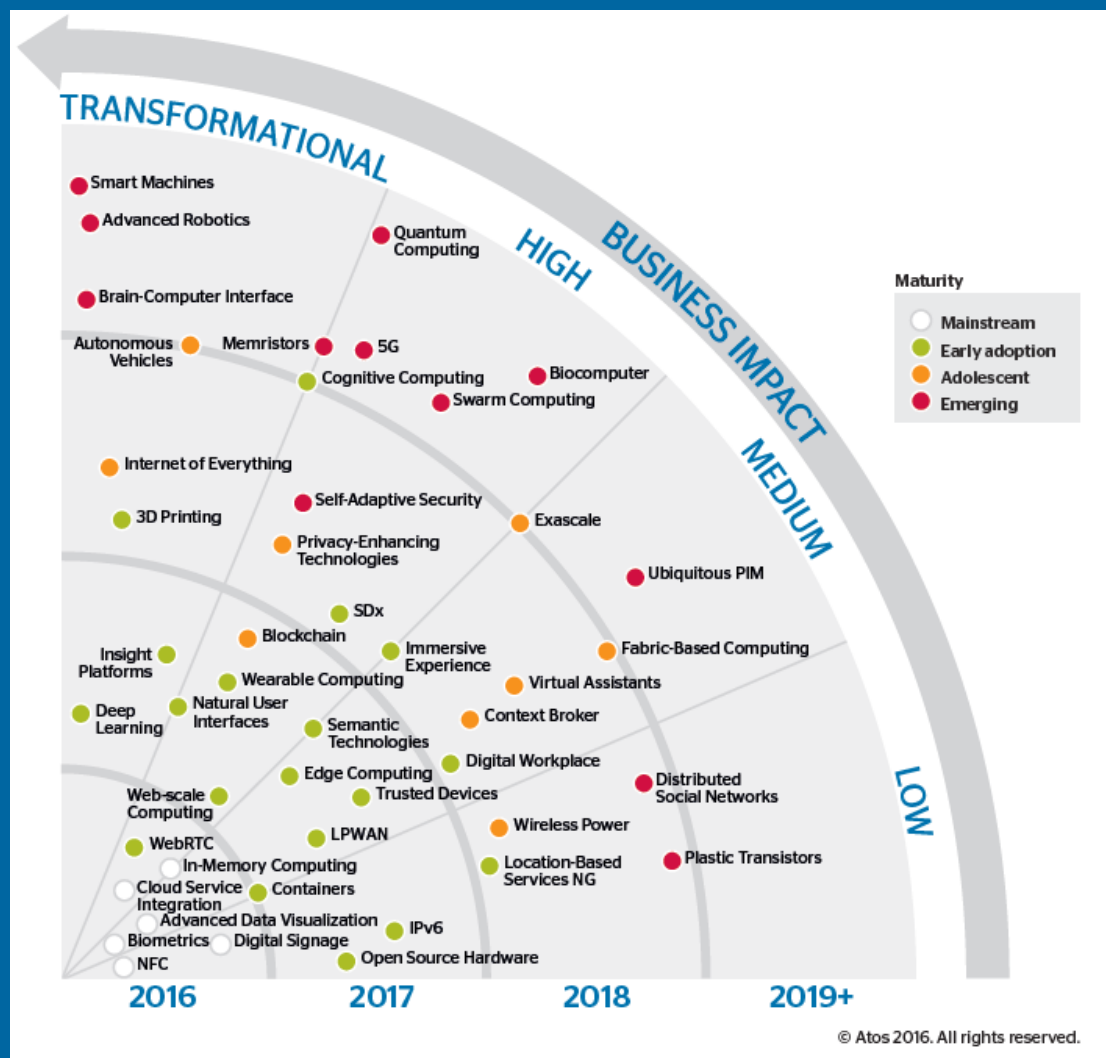 TRANSFORMATIONAL
HIGH
BUSINESS IMPACT
MEDIUM
LOW
Smart Machines
Advanced Robotics
Quantum
Computing
Brain-Computer Interface
Autonomous
Vehicles
Memristors
5G
Cognitive Computing
Biocomputer
Swarm Computing
Maturity
Mainstream
Early adoption
Adolescent
Emerging
Internet of Everything
3D Printing
Self-Adaptive Security
Privacy-Enhancing
Technologies
Exascale
Ubiquitous PIM
SDx
Blockchain
Immersive
Experience
Fabric-Based Computing
Insight
Platforms
Wearable Computing
Virtual Assistants
Deep
Learning
Natural User
Interfaces
Semantic
Technologies
Context Broker
Edge Computing
Digital Workplace
Web-scale
Computing
Trusted Devices
Distributed
Social Networks
WebRTC
LPWAN
Wireless Power
In-Memory Computing
Location-Based
Services NG
Plastic Transistors
Cloud Service
Integration
Containers
Advanced Data Visualization
IPv6
Biometrics
Digital Signage
NFC
Open Source Hardware
2016
2017
2018
2019+
© Atos 2016. All rights reserved.